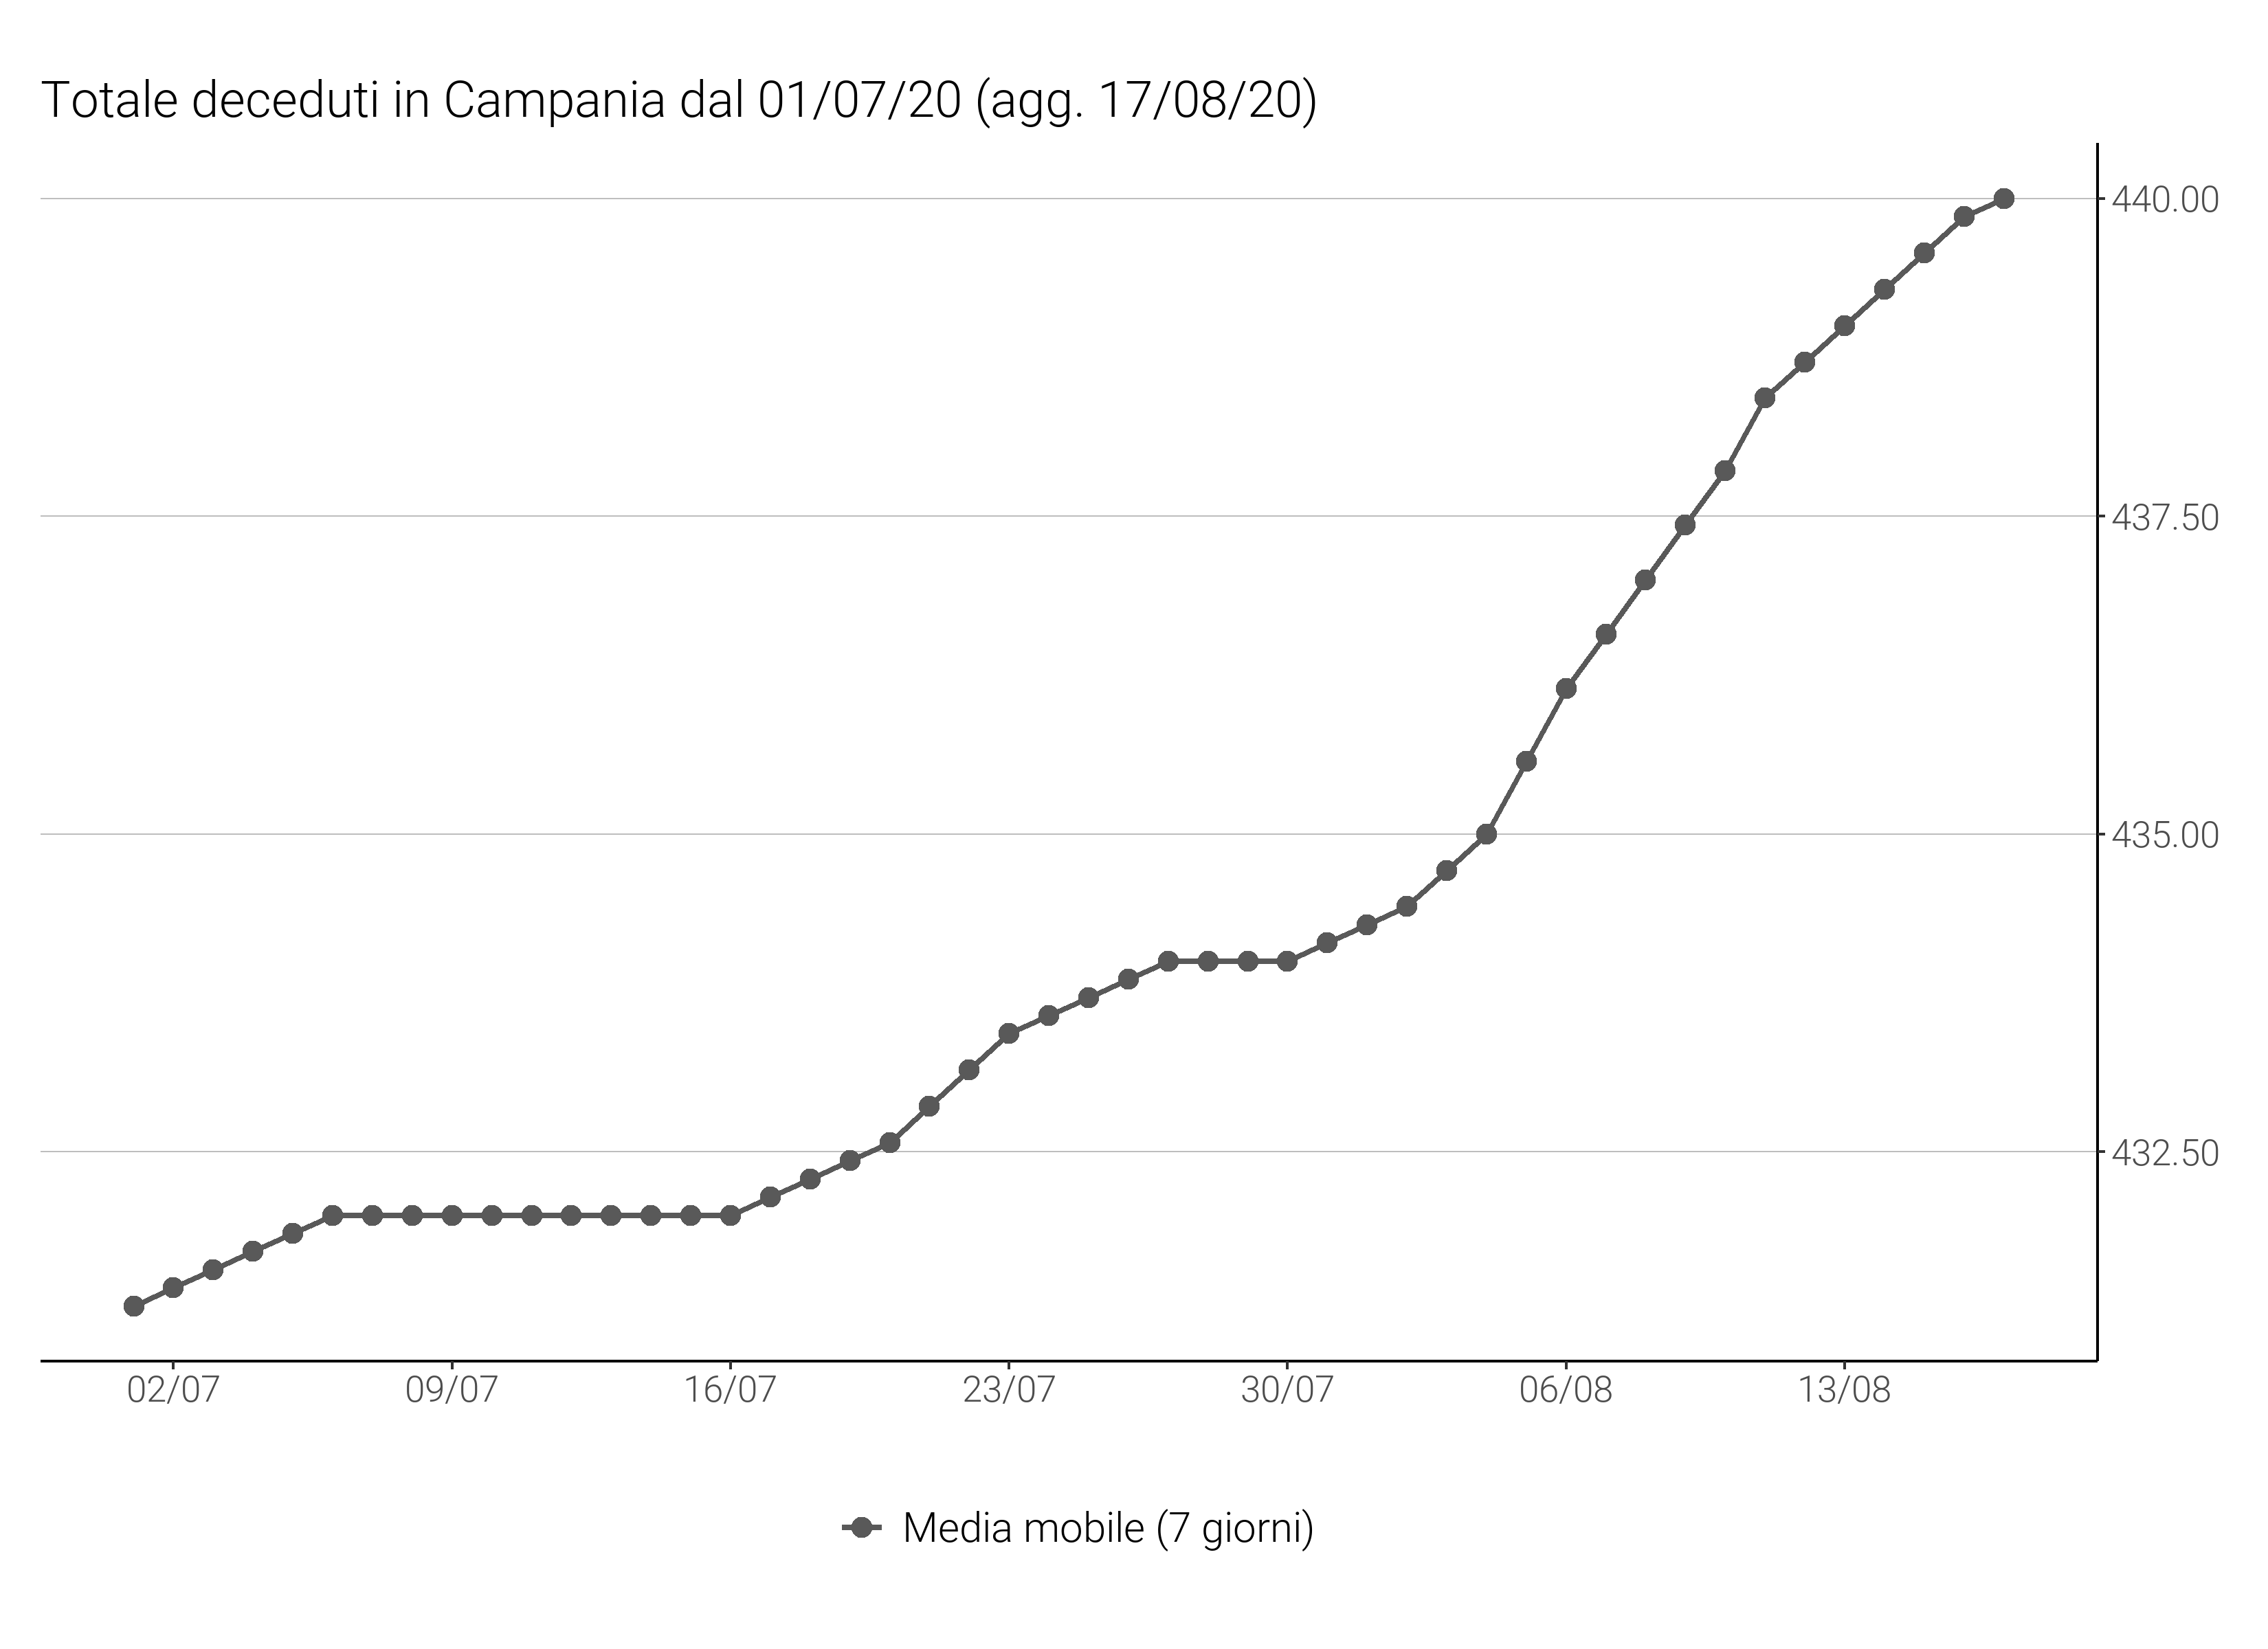 Totale deceduti in Campania dal 01/07/20 (agg. 17/08/20)
440.00
437.50
435.00
432.50
02/07 09/07 16/07 23/07 30/07 06/08 13/08
Media mobile (7 giorni)